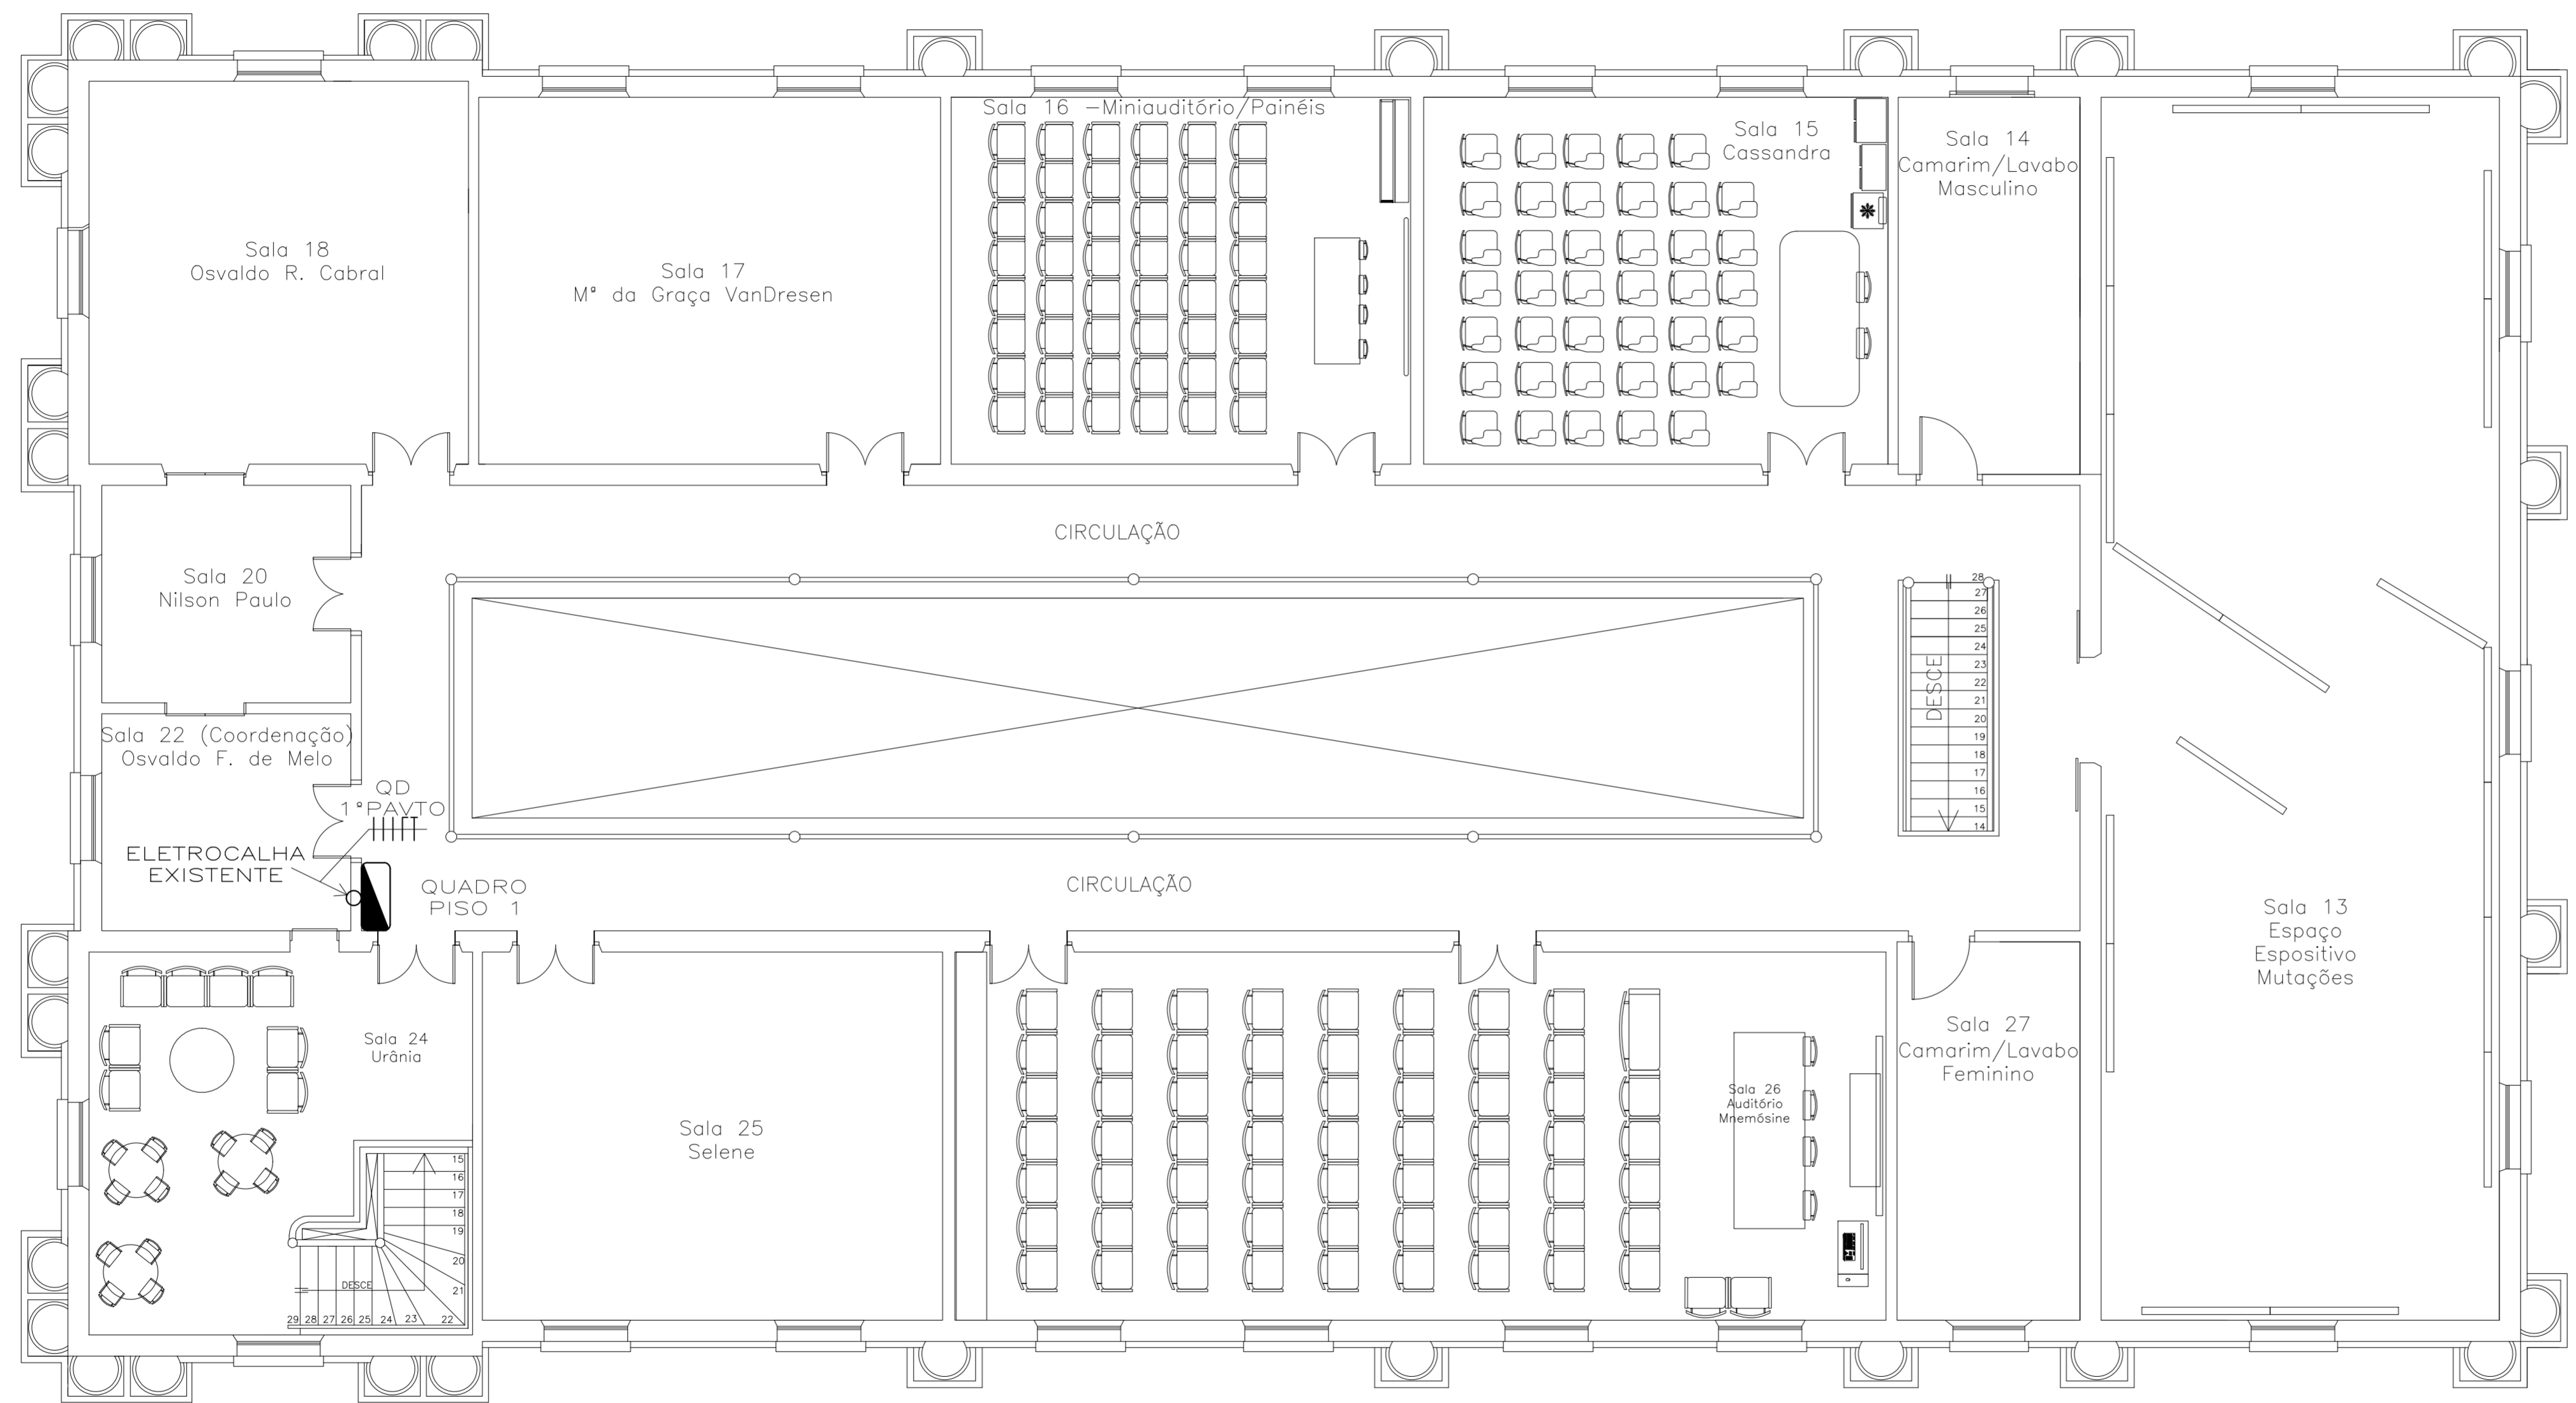 Sala 16 -Miniauditório/Painéis
Sala 15
Cassandra
Sala 14
Camarim/Lavabo
Masculino
Sala 18
Osvaldo R. Cabral
Sala 17
Mª da Graça VanDresen
CIRCULAÇÃO
Sala 20
Nilson Paulo
28
27
26
25
24
23
22
21
20
19
18
17
16
15
14
DESCE
Sala 22 (Coordenação)
Osvaldo F. de Melo
QD
1°PAVTO
ELETROCALHA
EXISTENTE
QUADRO
PISO 1
CIRCULAÇÃO
Sala 13
Espaço
Espositivo
Mutações
Sala 24
Urânia
Sala 27
Camarim/Lavabo
Feminino
Sala 26
Auditório
Mnemósine
Sala 25
Selene
15
16
17
18
19
20
21
DESCE
29 28 27 26 25 24 23 22